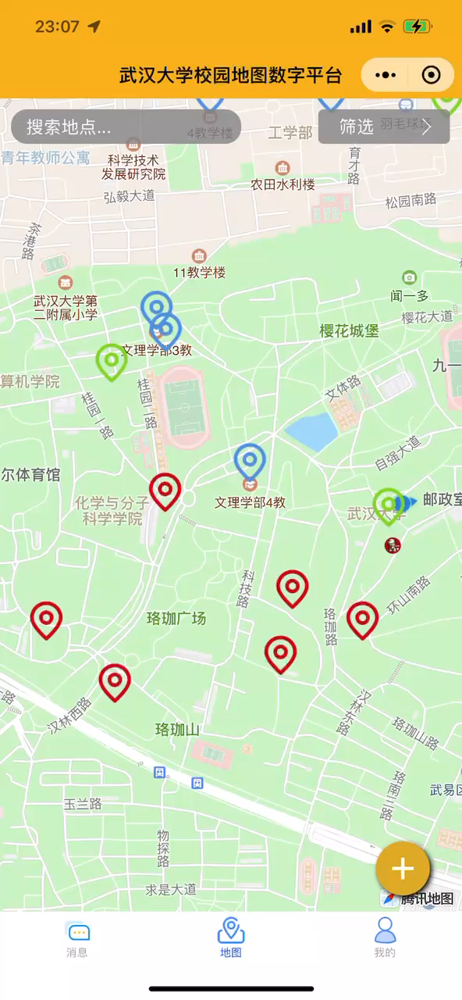 23:07
武汉大学校园地图数字平台
搜索地点...
筛选
4教学楼
工学部
羽毛球场
青年教师公寓
科学技术
发展研究院
育才路
农田水利楼
弘毅大道
松园南路
茶港路
11教学楼
武汉大学第
二附属小学
闻一多
樱花大道
樱花城堡
文理学部3教
九一
算机学院
桂园一路
桂园二路
文体路
自强大道
尔体育馆
化学与分子
科学学院
文理学部4教
武汉大学
邮政室
科技路
环山南路
珞珈路
珞珈广场
汉林西路
珞珈山
汉林东路
珞珈山路
珞南三路
武易区
玉兰路
物探路
求是大道
腾讯地图
消息
地图
我的